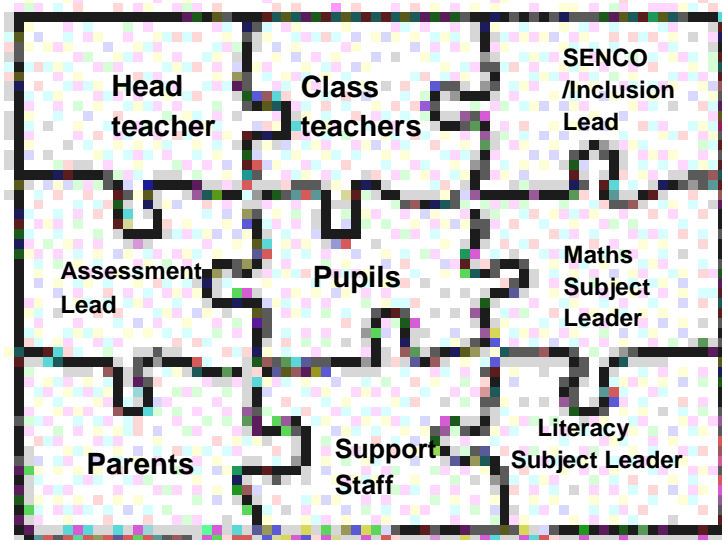 Head
teacher
Class
teachers
SENCO
/Inclusion
Lead
Assessment
Lead
Pupils
Maths
Subject
Leader
Parents
Support
Staff
Literacy
Subject Leader